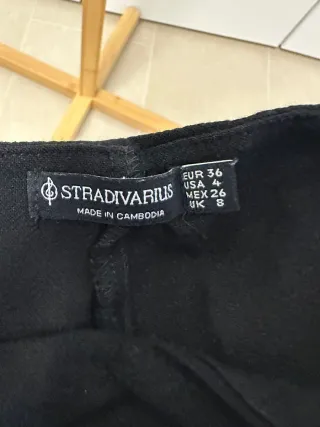 STRADIVARIUS
MADE IN CAMBODIA
EUR 36
USA 4
MEX 26
UK 8